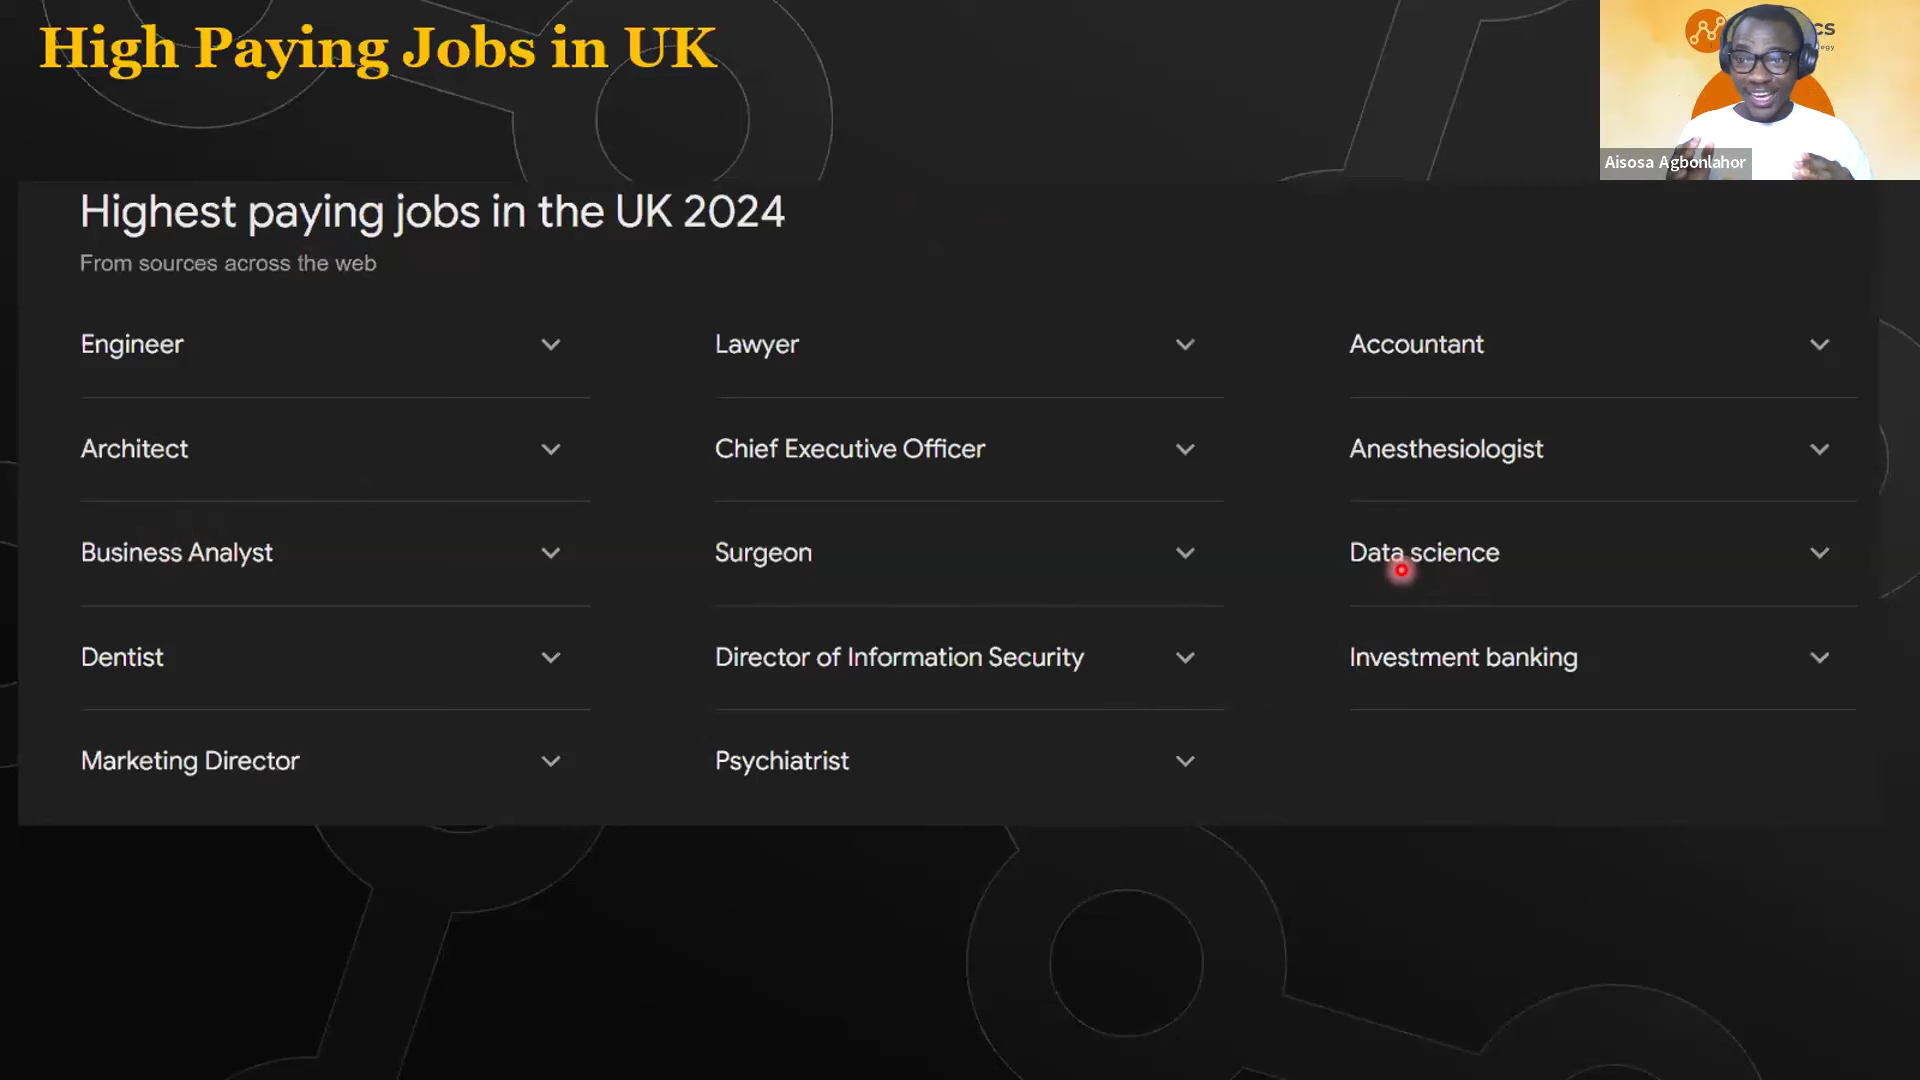 High Paying Jobs in UK
Aisosa Agbonlahor
Highest paying jobs in the UK 2024
From sources across the web
Engineer
Lawyer
Accountant
Architect
Chief Executive Officer
Anesthesiologist
Business Analyst
Surgeon
Data science
Dentist
Director of Information Security
Investment banking
Marketing Director
Psychiatrist